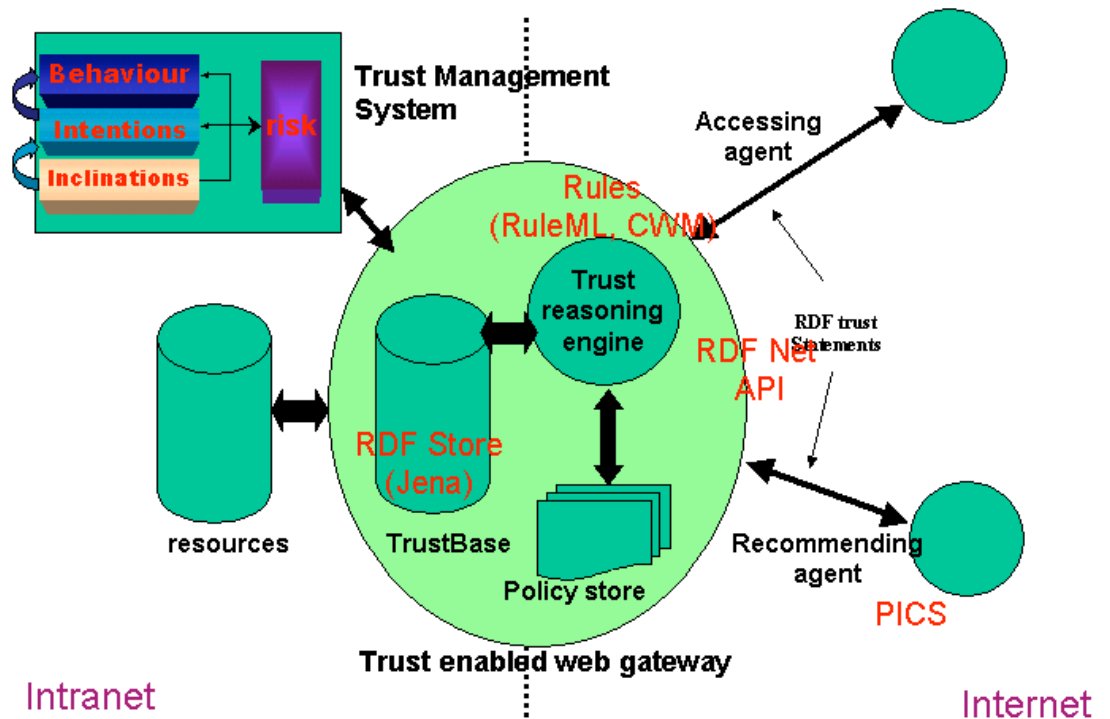 Behaviour
Intentions
Inclinations
risk
Trust Management
System
Accessing
agent
Rules
(RuleML, CWM)
Trust
reasoning
engine
RDF trust
Statements
RDF Net
API
RDF Store
(Jena)
resources
TrustBase
Policy store
Recommending
agent
PICS
Trust enabled web gateway
Intranet
Internet